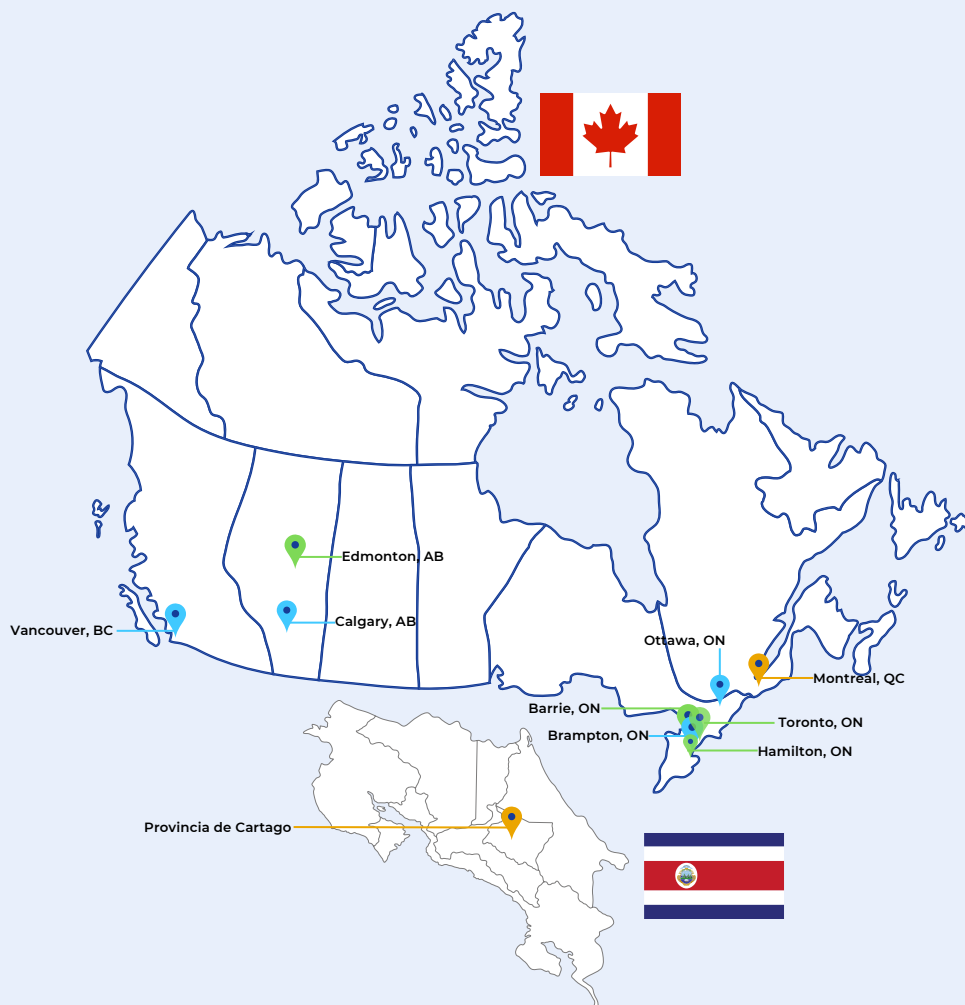 Edmonton, AB
Calgary, AB
Vancouver, BC
Ottawa, ON
Montreal, QC
Barrie, ON
Toronto, ON
Brampton, ON
Hamilton, ON
Provincia de Cartago